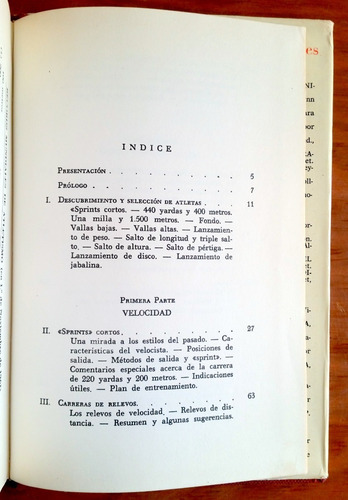 INDICE
PRESENTACIÓN . . . . . . . . . . 5
PRÓLOGO . . . . . . . . . . 7
I. DESCUBRIMIENTO Y SELECCIÓN DE ATLETAS . . . . 11
«Sprints cortos. — 440 yardas y 400 metros.
Una milla y 1.500 metros. — Fondo. —
Vallas bajas. — Vallas altas. — Lanzamien-
to de peso. — Salto de longitud y triple sal-
to. — Salto de altura. — Salto de pértiga. —
Lanzamiento de disco. — Lanzamiento de
jabalina.
PRIMERA PARTE
VELOCIDAD
II. «SPRINTS» CORTOS . . . . . . . . 27
Una mirada a los estilos del pasado. — Ca-
racterísticas del velocista. — Posiciones de
salida. — Métodos de salida y «sprint». —
Comentarios especiales acerca de la carrera
de 220 yardas y 200 metros. — Indicaciones
útiles. — Plan de entrenamiento.
III. CARRERAS DE RELEVOS. . . . . . . . 63
Los relevos de velocidad. — Relevos de dis-
tancia. — Resumen y algunas sugerencias.